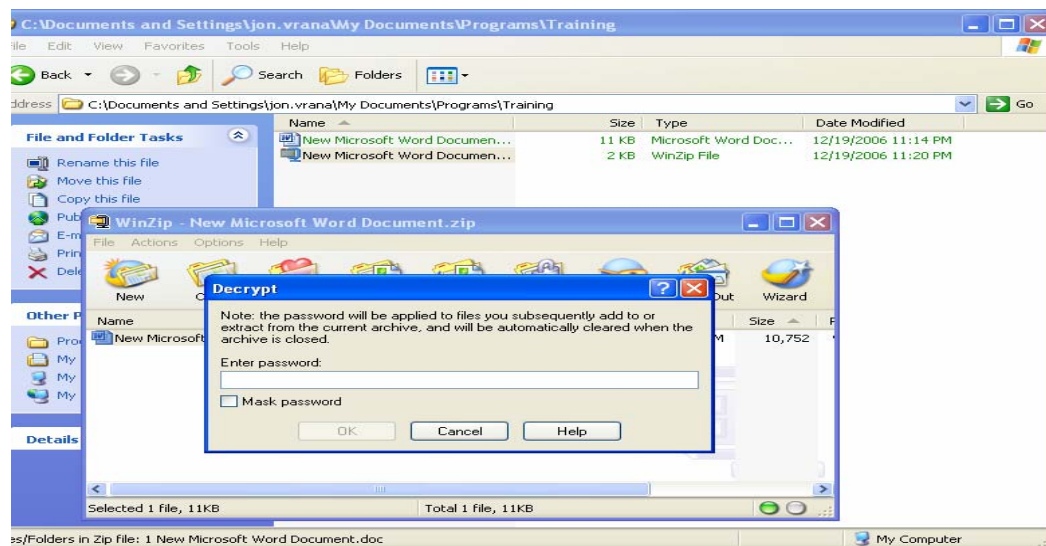 C:\Documents and Settings\jon.vrana\My Documents\Programs\Training
Edit View Favorites Tools Help
Back Search Folders
C:\Documents and Settings\jon.vrana\My Documents\Programs\Training Go
Name Size Type Date Modified
File and Folder Tasks
New Microsoft Word Documen... 11 KB Microsoft Word Doc... 12/19/2006 11:14 PM
New Microsoft Word Documen... 2 KB WinZip File 12/19/2006 11:20 PM
Rename this file
Move this file
Copy this file
Pub
E-m
Prin
Dele
Other P
Pro
My
My
My
Details
WinZip - New Microsoft Word Document.zip
File Actions Options Help
New Out Wizard
Name Size
New Microsoft 10,752
Decrypt
Note: the password will be applied to files you subsequently add to or
extract from the current archive, and will be automatically cleared when the
archive is closed.
Enter password:
Mask password
OK Cancel Help
Selected 1 file, 11KB Total 1 file, 11KB
es/Folders in Zip file: 1 New Microsoft Word Document.doc My Computer